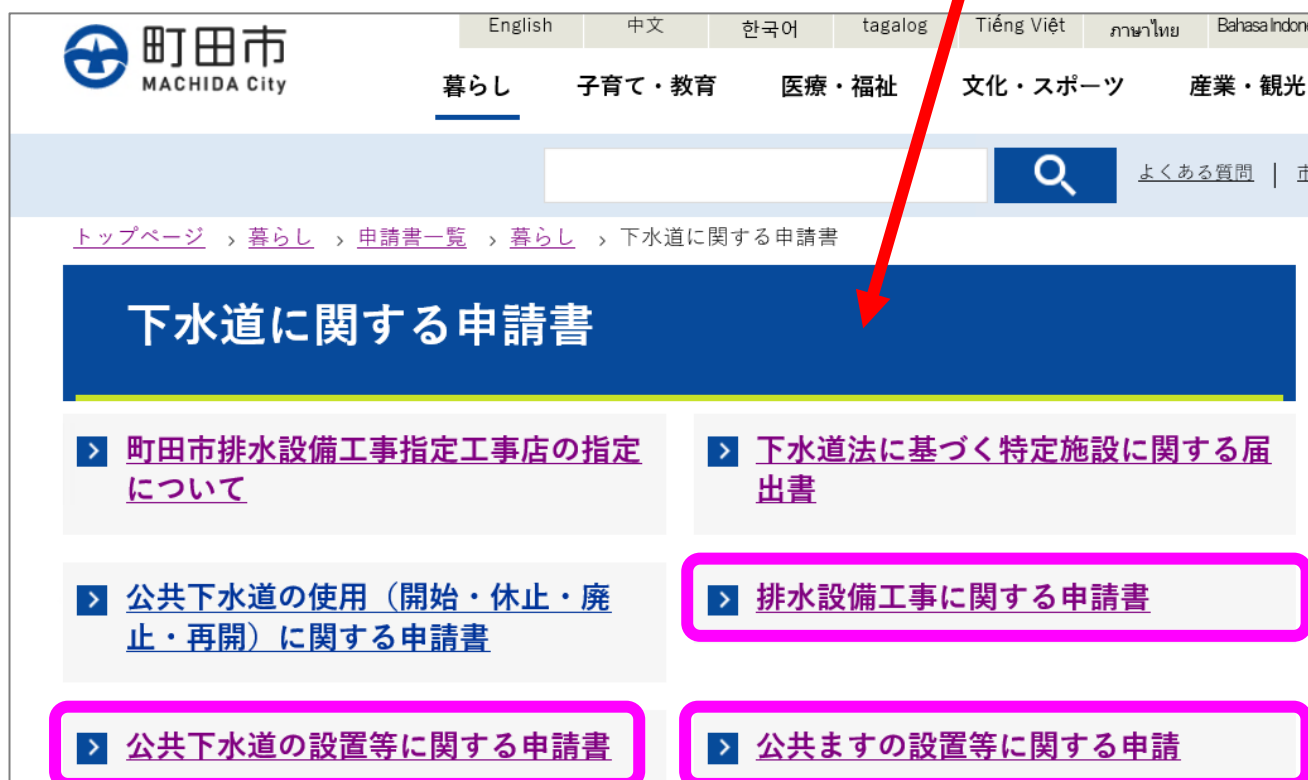 English 中文 한국어 tagalog Tiếng Việt ภาษาไทย Bahasa
町田市
MACHIDA City
暮らし 子育て・教育 医療・福祉 文化・スポーツ 産業・観光
よくある質問 |
トップページ > 暮らし > 申請書一覧 > 暮らし > 下水道に関する申請書
下水道に関する申請書
町田市排水設備工事指定工事店の指定
について
下水道法に基づく特定施設に関する届
出書
公共下水道の使用（開始・休止・廃
止・再開）に関する申請書
排水設備工事に関する申請書
公共下水道の設置等に関する申請書
公共ますの設置等に関する申請